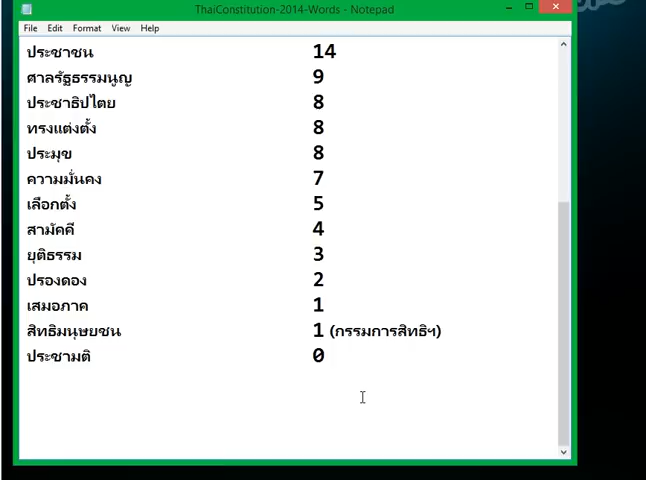 ThaiConstitution-2014-Words - Notepad
File Edit Format View Help
ประชาชน 14
ศาลรัฐธรรมนูญ 9
ประชาธิปไตย 8
ทรงแต่งตั้ง 8
ประมุข 8
ความมั่นคง 7
เลือกตั้ง 5
สามัคคี 4
ยุติธรรม 3
ปรองดอง 2
เสมอภาค 1
สิทธิมนุษยชน 1 (กรรมการสิทธิฯ)
ประชามติ 0